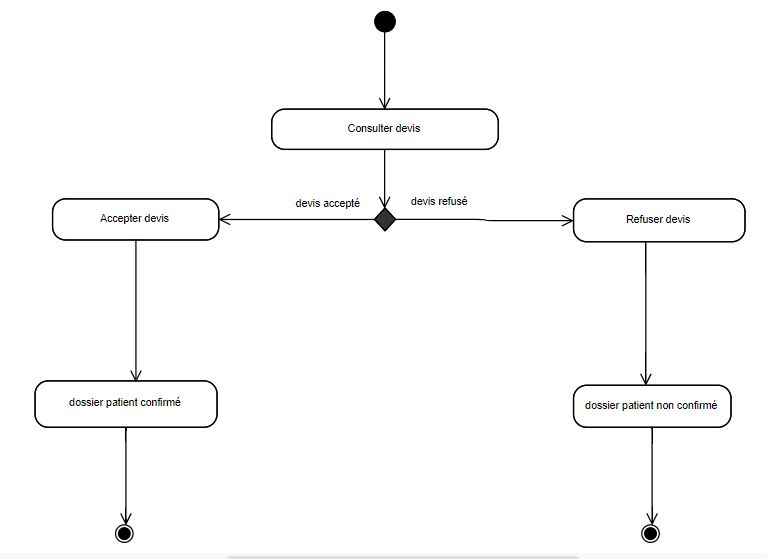 Consulter devis
devis accepté
devis refusé
Accepter devis
Refuser devis
dossier patient confirmé
dossier patient non confirmé